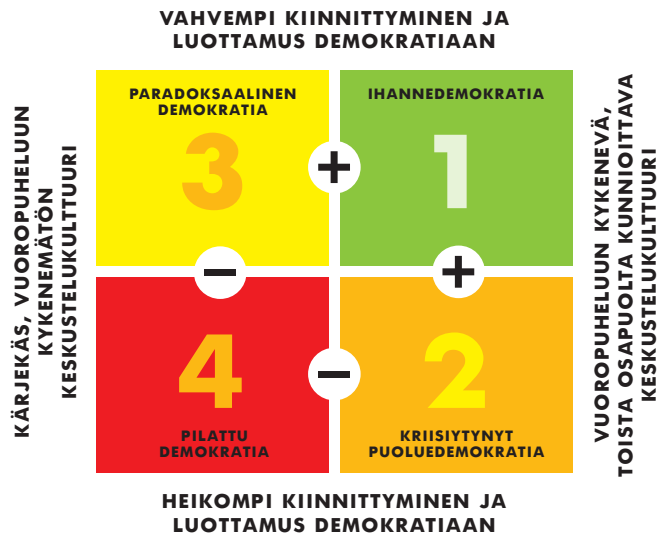 VAHVEMPI KIINNITTYMINEN JA
LUOTTAMUS DEMOKRATIAAN
KÄRJEKÄS, VUOROPUHELUUN
KYKENEMÄTÖN
KESKUSTELUKULTTUURI
PARADOKSAALINEN
DEMOKRATIA
3
+
IHANNEDEMOKRATIA
1
VUOROPUHELUUN KYKENEVÄ,
TOISTA OSAPUOLTA KUNNIOITTAVA
KESKUSTELUKULTTUURI
−
+
4
PILATTU
DEMOKRATIA
−
2
KRIISIYTYNYT
PUOLUEDEMOKRATIA
HEIKOMPI KIINNITTYMINEN JA
LUOTTAMUS DEMOKRATIAAN